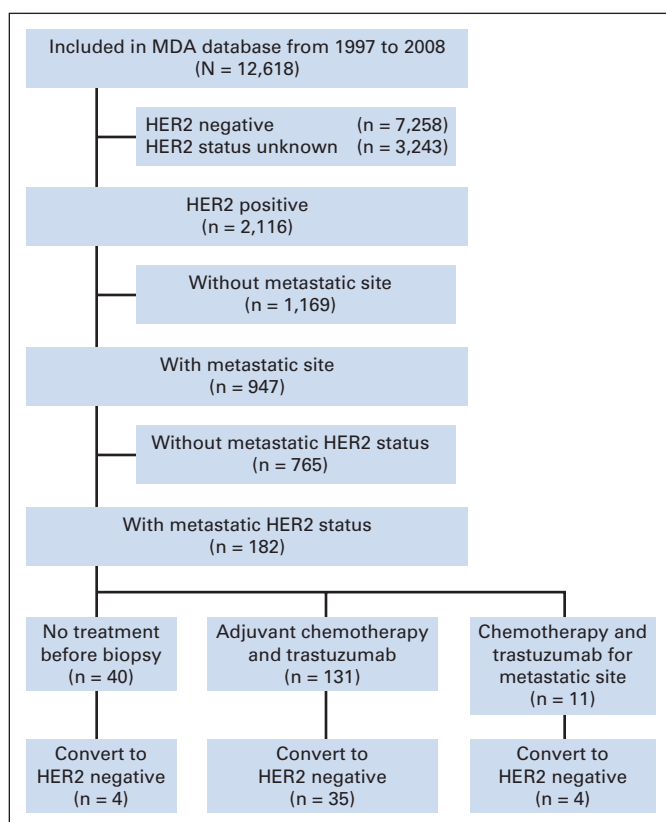 Included in MDA database from 1997 to 2008
(N = 12,618)
HER2 negative (n = 7,258)
HER2 status unknown (n = 3,243)
HER2 positive
(n = 2,116)
Without metastatic site
(n = 1,169)
With metastatic site
(n = 947)
Without metastatic HER2 status
(n = 765)
With metastatic HER2 status
(n = 182)
No treatment
before biopsy
(n = 40)
Adjuvant chemotherapy
and trastuzumab
(n = 131)
Chemotherapy and
trastuzumab for
metastatic site
(n = 11)
Convert to
HER2 negative
(n = 4)
Convert to
HER2 negative
(n = 35)
Convert to
HER2 negative
(n = 4)